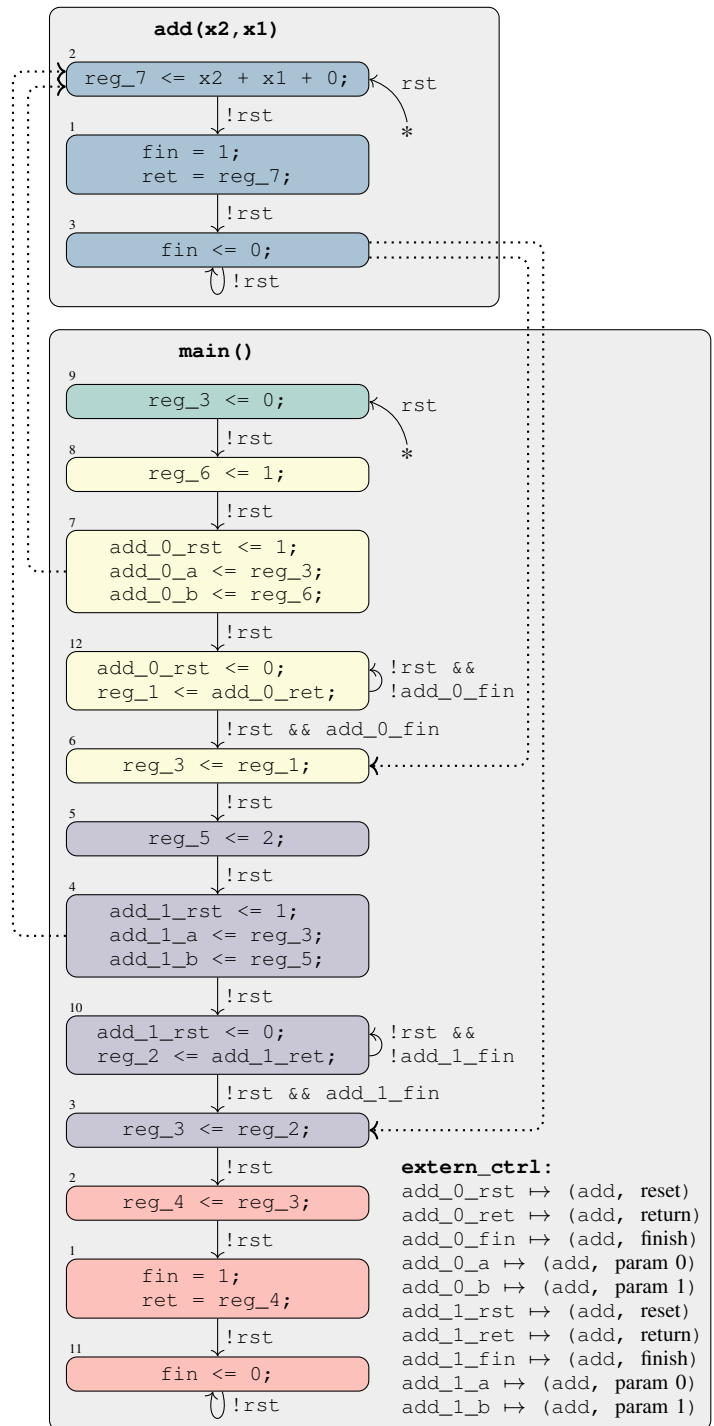 add(x2,x1)
2
reg_7 <= x2 + x1 + 0;
rst
*
!rst
1
fin = 1;
ret = reg_7;
!rst
3
fin <= 0;
!rst
main()
9
reg_3 <= 0;
rst
*
!rst
8
reg_6 <= 1;
!rst
7
add_0_rst <= 1;
add_0_a <= reg_3;
add_0_b <= reg_6;
!rst
12
add_0_rst <= 0;
reg_1 <= add_0_ret;
!rst &&
!add_0_fin
!rst && add_0_fin
6
reg_3 <= reg_1;
!rst
5
reg_5 <= 2;
!rst
4
add_1_rst <= 1;
add_1_a <= reg_3;
add_1_b <= reg_5;
!rst
10
add_1_rst <= 0;
reg_2 <= add_1_ret;
!rst &&
!add_1_fin
!rst && add_1_fin
3
reg_3 <= reg_2;
!rst
2
reg_4 <= reg_3;
!rst
1
fin = 1;
ret = reg_4;
!rst
11
fin <= 0;
!rst
extern_ctrl:
add_0_rst ↦ (add, reset)
add_0_ret ↦ (add, return)
add_0_fin ↦ (add, finish)
add_0_a ↦ (add, param 0)
add_0_b ↦ (add, param 1)
add_1_rst ↦ (add, reset)
add_1_ret ↦ (add, return)
add_1_fin ↦ (add, finish)
add_1_a ↦ (add, param 0)
add_1_b ↦ (add, param 1)